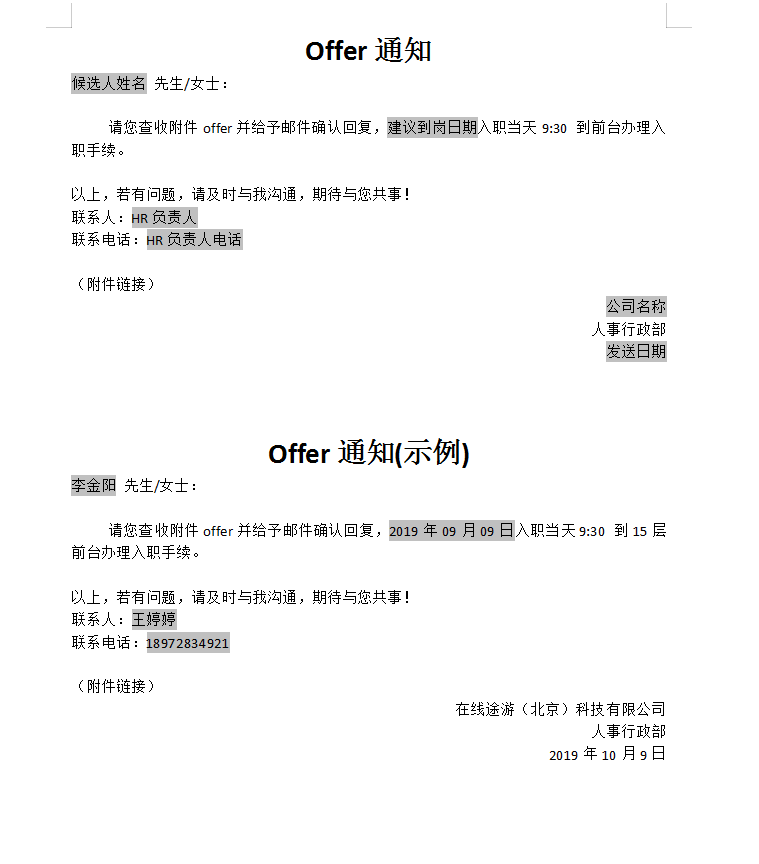 Offer 通知
候选人姓名 先生/女士：
请您查收附件 offer 并给予邮件确认回复，建议到岗日期入职当天 9:30 到前台办理入
职手续。
以上，若有问题，请及时与我沟通，期待与您共事！
联系人：HR 负责人
联系电话：HR 负责人电话
（附件链接）
公司名称
人事行政部
发送日期
Offer 通知(示例)
李金阳 先生/女士：
请您查收附件 offer 并给予邮件确认回复，2019 年 09 月 09 日入职当天 9:30 到 15 层
前台办理入职手续。
以上，若有问题，请及时与我沟通，期待与您共事！
联系人：王婷婷
联系电话：18972834921
（附件链接）
在线途游（北京）科技有限公司
人事行政部
2019 年 10 月 9 日